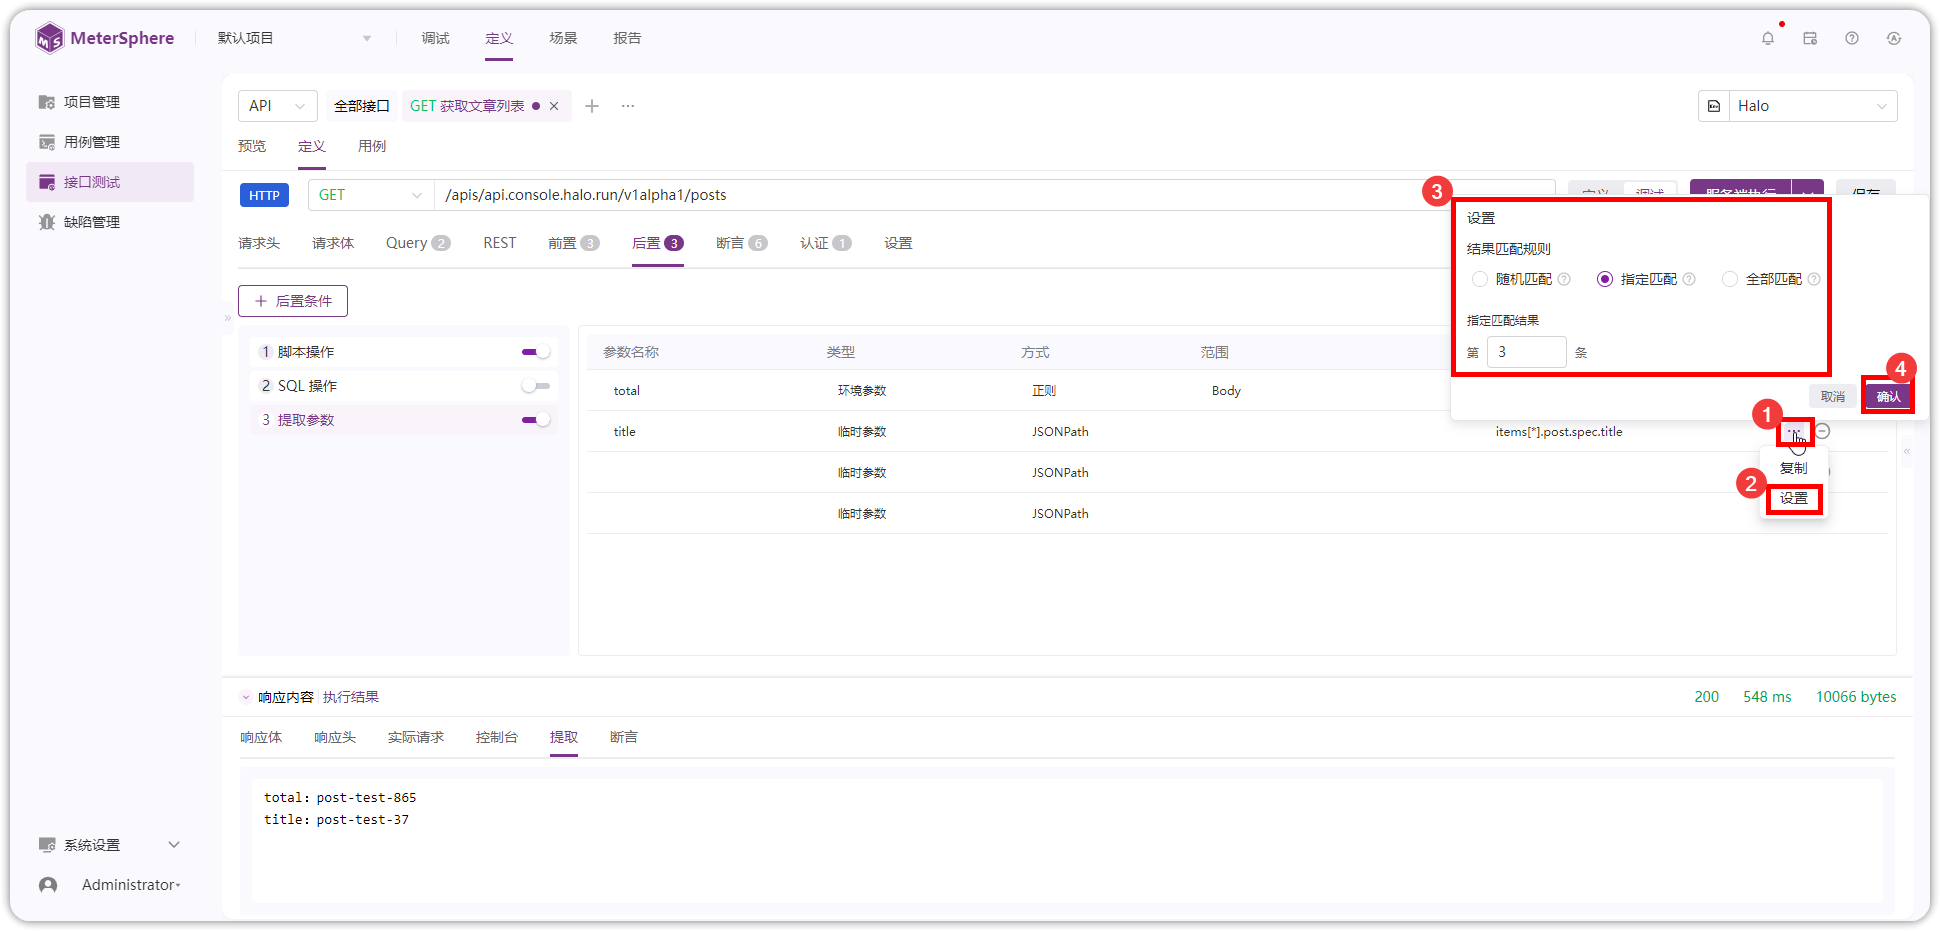 MeterSphere 默认项目 调试 定义 场景 报告
项目管理
用例管理
接口测试
缺陷管理
系统设置
Administrator
API 全部接口 GET 获取文章列表 Halo
预览 定义 用例
HTTP GET /apis/api.console.halo.run/v1alpha1/posts 定义 调试 服务端执行 保存
请求头 请求体 Query 2 REST 前置 3 后置 3 断言 6 认证 1 设置
+ 后置条件
1 脚本操作
2 SQL 操作
3 提取参数
参数名称 类型 方式 范围
total 环境参数 正则 Body
title 临时参数 JSONPath items[*].post.spec.title
临时参数 JSONPath
临时参数 JSONPath
3
设置
结果匹配规则
随机匹配 指定匹配 全部匹配
指定匹配结果
第 3 条
4
取消 确认
1
复制
2
设置
响应内容 执行结果 200 548 ms 10066 bytes
响应体 响应头 实际请求 控制台 提取 断言
total: post-test-865
title: post-test-37